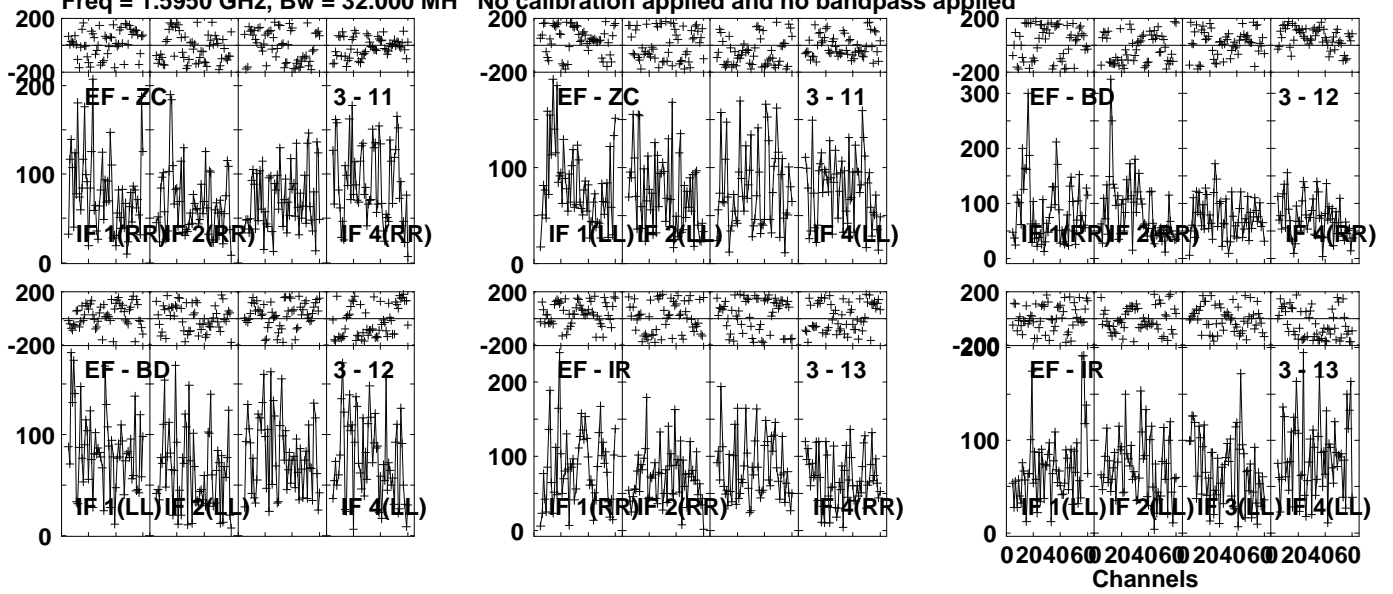 Freq = 1.5950 GHz, Bw = 32.000 MH No calibration applied and no bandpass applied
200
-200
200
100
0
EF - ZC 3 - 11
IF 1(RR) IF 2(RR) IF 4(RR)
200
-200
200
100
0
EF - ZC 3 - 11
IF 1(LL) IF 2(LL) IF 4(LL)
200
-200
300
200
100
0
EF - BD 3 - 12
IF 1(RR) IF 2(RR) IF 4(RR)
200
-200
100
0
EF - BD 3 - 12
IF 1(LL) IF 2(LL) IF 4(LL)
200
-200
200
100
0
EF - IR 3 - 13
IF 1(RR) IF 2(RR) IF 4(RR)
200
-200
200
100
0
EF - IR 3 - 13
IF 1(LL) IF 2(LL) IF 3(LL) IF 4(LL)
0 20 40 60 0 20 40 60 0 20 40 60 0 20 40 60
Channels